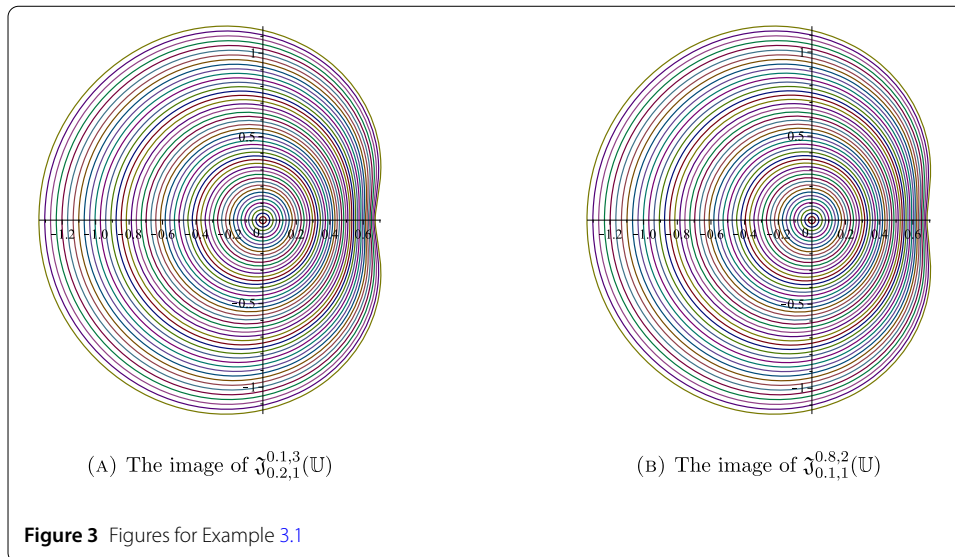 1
0.5
−1.2 −1.0 −0.8 −0.6 −0.4 −0.2 0 0.2 0.4 0.6
−0.5
−1
1
0.5
−1.2 −1.0 −0.8 −0.6 −0.4 −0.2 0 0.2 0.4 0.6
−0.5
−1
(A) The image of 𝔍^{0.1,3}_{0.2,1}(𝕌)
(B) The image of 𝔍^{0.8,2}_{0.1,1}(𝕌)
Figure 3 Figures for Example 3.1